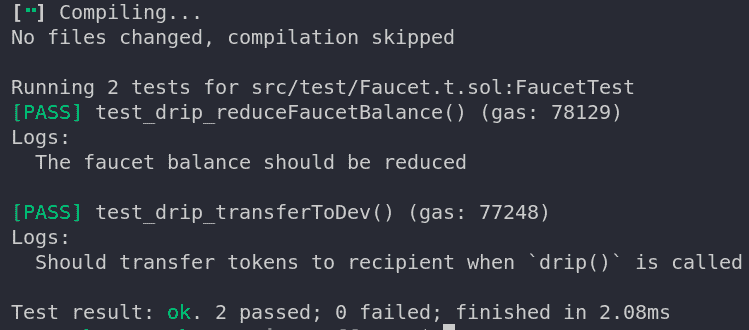 [⠒] Compiling...
No files changed, compilation skipped
Running 2 tests for src/test/Faucet.t.sol:FaucetTest
[PASS] test_drip_reduceFaucetBalance() (gas: 78129)
Logs:
The faucet balance should be reduced
[PASS] test_drip_transferToDev() (gas: 77248)
Logs:
Should transfer tokens to recipient when `drip()` is called
Test result: ok. 2 passed; 0 failed; finished in 2.08ms